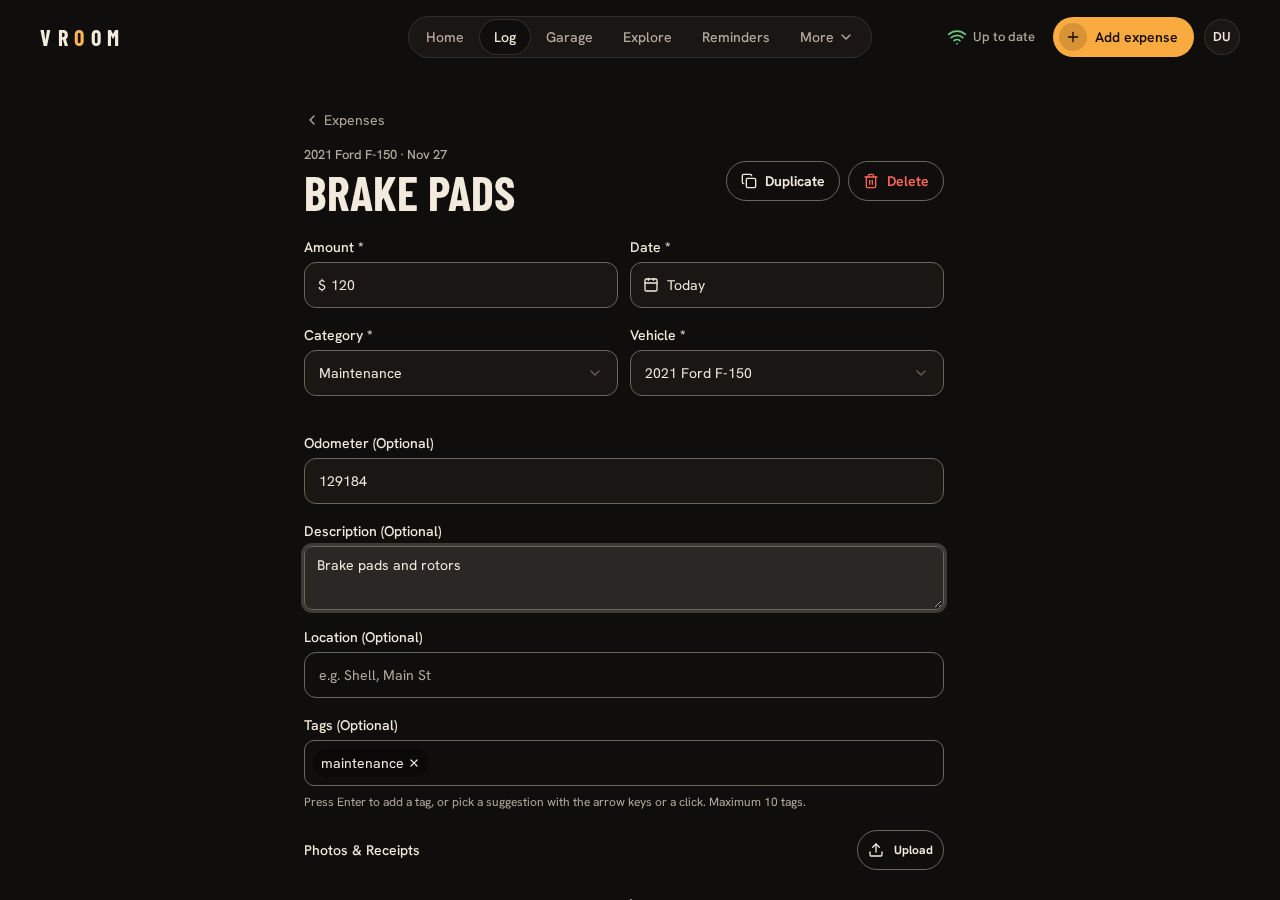 VROOM
Home
Log
Garage
Explore
Reminders
More
Up to date
Add expense
DU
Expenses
2021 Ford F-150 · Nov 27
BRAKE PADS
Duplicate
Delete
Amount *
Date *
$ 120
Today
Category *
Vehicle *
Maintenance
2021 Ford F-150
Odometer (Optional)
129184
Description (Optional)
Brake pads and rotors
Location (Optional)
e.g. Shell, Main St
Tags (Optional)
maintenance
Press Enter to add a tag, or pick a suggestion with the arrow keys or a click. Maximum 10 tags.
Photos & Receipts
Upload